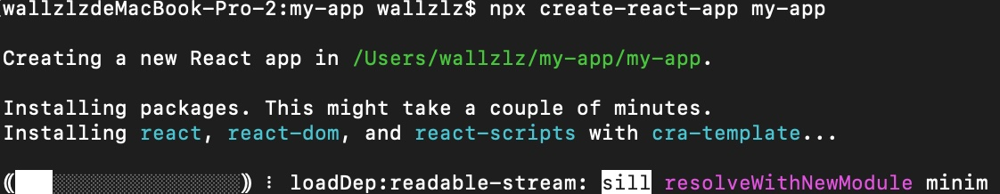 wallzlzdeMacBook-Pro-2:my-app wallzlz$ npx create-react-app my-app
Creating a new React app in /Users/wallzlz/my-app/my-app.
Installing packages. This might take a couple of minutes.
Installing react, react-dom, and react-scripts with cra-template...
⸨   ░░░░░░░░░░░░░░░⸩ ⠸ loadDep:readable-stream: sill resolveWithNewModule minim